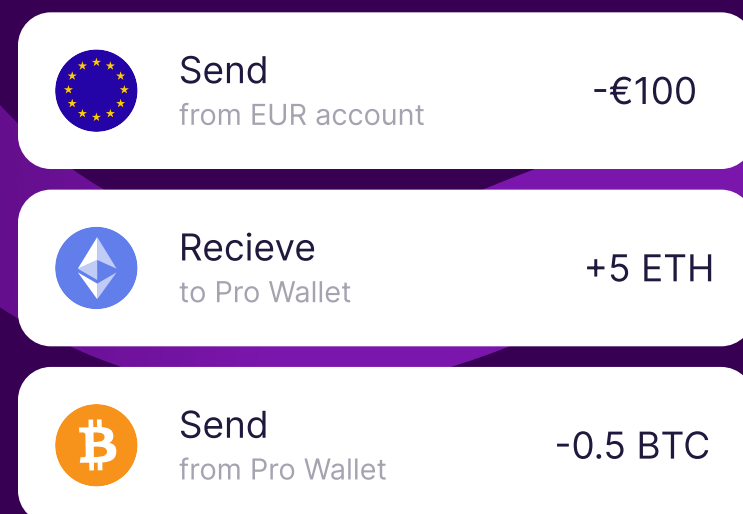 Send
from EUR account
-€100
Recieve
to Pro Wallet
+5 ETH
Send
from Pro Wallet
-0.5 BTC